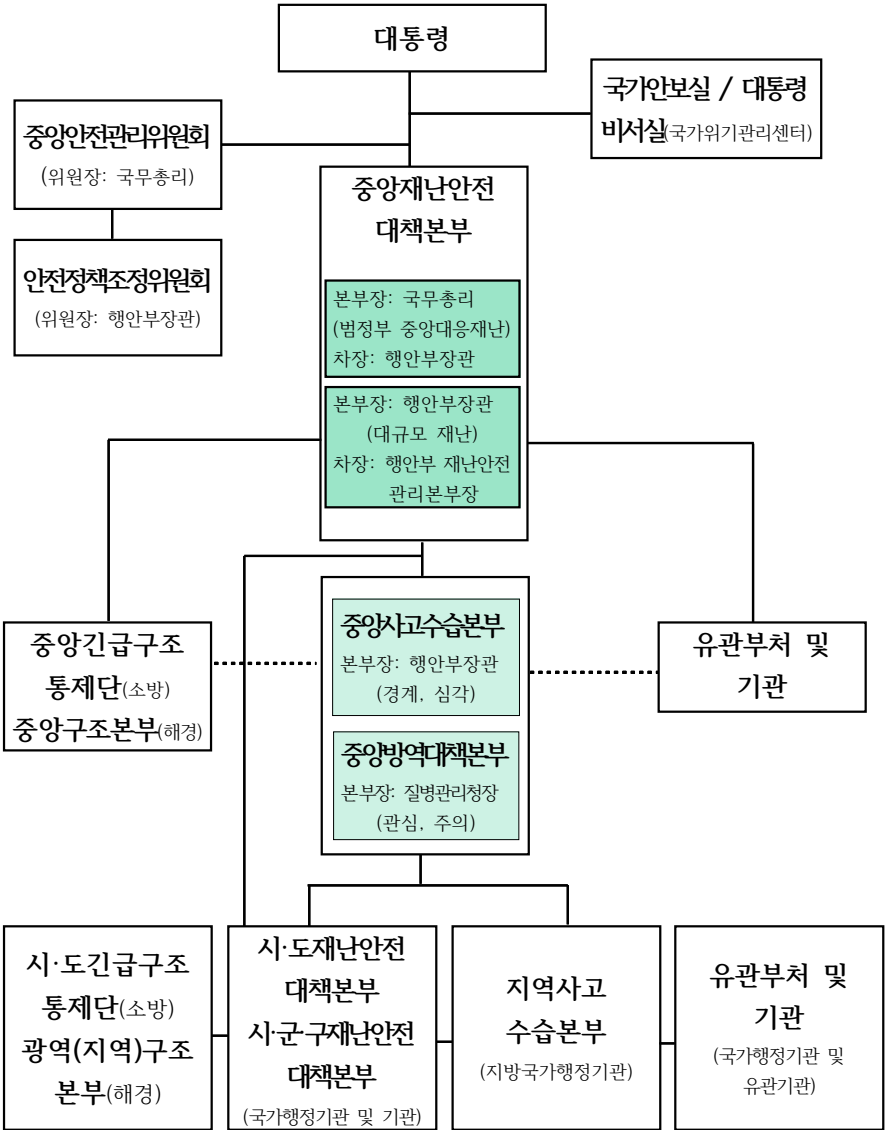 대통령
국가안보실 / 대통령
비서실(국가위기관리센터)
중앙안전관리위원회
(위원장: 국무총리)
안전정책조정위원회
(위원장: 행안부장관)
중앙재난안전
대책본부
본부장: 국무총리
(범정부 중앙대응재난)
차장: 행안부장관
본부장: 행안부장관
(대규모 재난)
차장: 행안부 재난안전
관리본부장
중앙긴급구조
통제단(소방)
중앙구조본부(해경)
중앙사고수습본부
본부장: 행안부장관
(경계, 심각)
중앙방역대책본부
본부장: 질병관리청장
(관심, 주의)
유관부처 및
기관
시·도긴급구조
통제단(소방)
광역(지역)구조
본부(해경)
시·도재난안전
대책본부
시·군·구재난안전
대책본부
(국가행정기관 및 기관)
지역사고
수습본부
(지방국가행정기관)
유관부처 및
기관
(국가행정기관 및
유관기관)